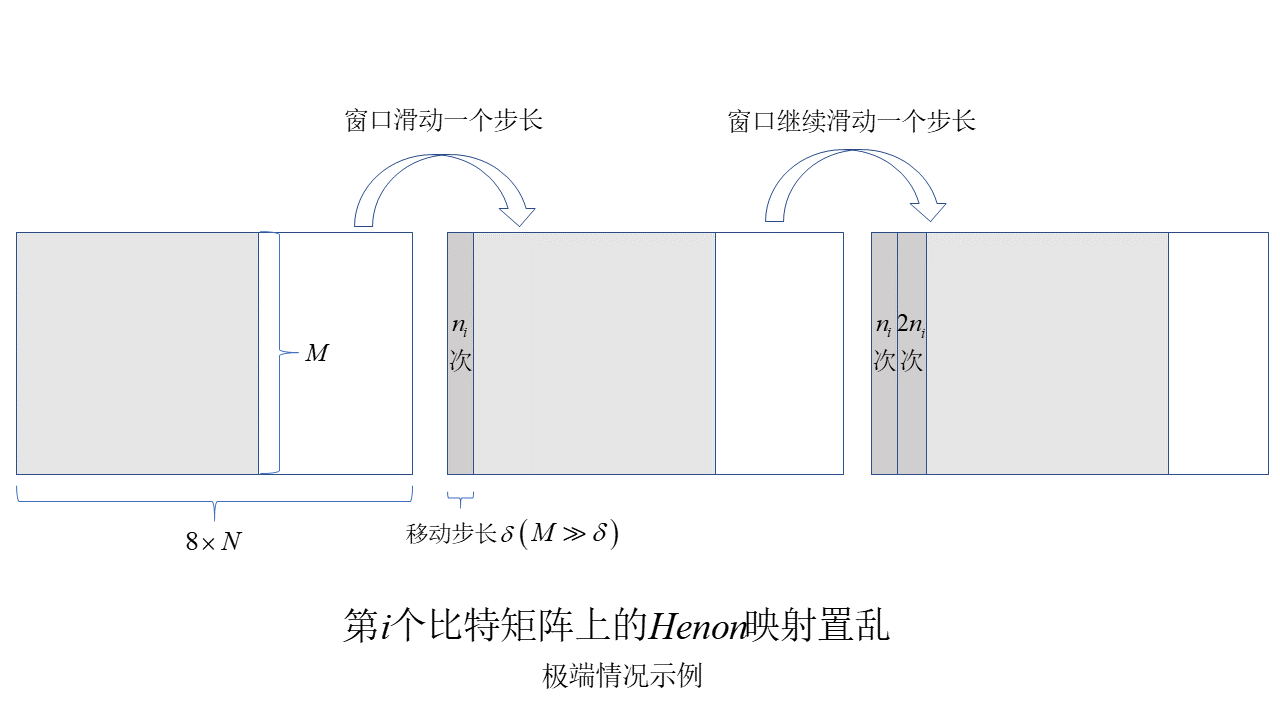 窗口滑动一个步长
窗口继续滑动一个步长
M
n_i
次
n_i
次
2n_i
次
8×N
移动步长δ(M≫δ)
第i个比特矩阵上的Henon映射置乱
极端情况示例